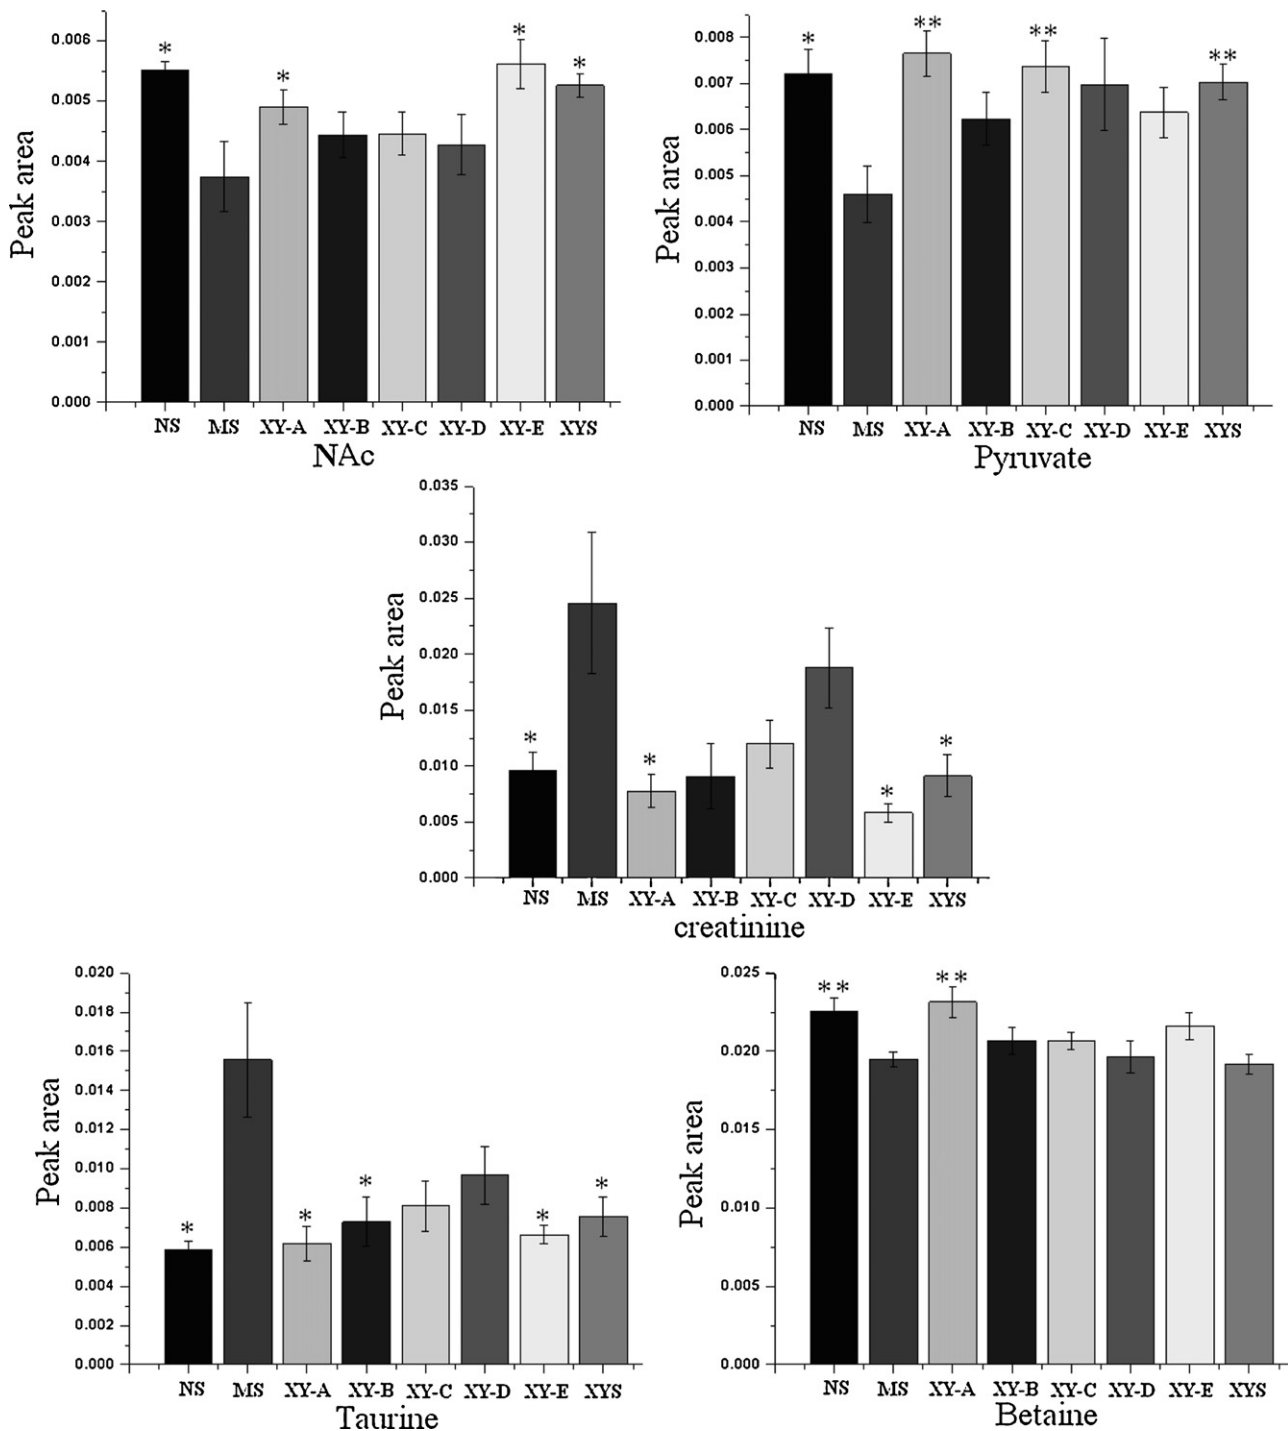 Peak area
0.006
0.005
0.004
0.003
0.002
0.001
0.000
* * * *
NS MS XY-A XY-B XY-C XY-D XY-E XYS
NAc
Peak area
0.008
0.007
0.006
0.005
0.004
0.003
0.002
0.001
0.000
* ** ** **
NS MS XY-A XY-B XY-C XY-D XY-E XYS
Pyruvate
Peak area
0.035
0.030
0.025
0.020
0.015
0.010
0.005
0.000
* * * *
NS MS XY-A XY-B XY-C XY-D XY-E XYS
creatinine
Peak area
0.020
0.018
0.016
0.014
0.012
0.010
0.008
0.006
0.004
0.002
0.000
* * * * *
NS MS XY-A XY-B XY-C XY-D XY-E XYS
Taurine
Peak area
0.025
0.020
0.015
0.010
0.005
0.000
** **
NS MS XY-A XY-B XY-C XY-D XY-E XYS
Betaine